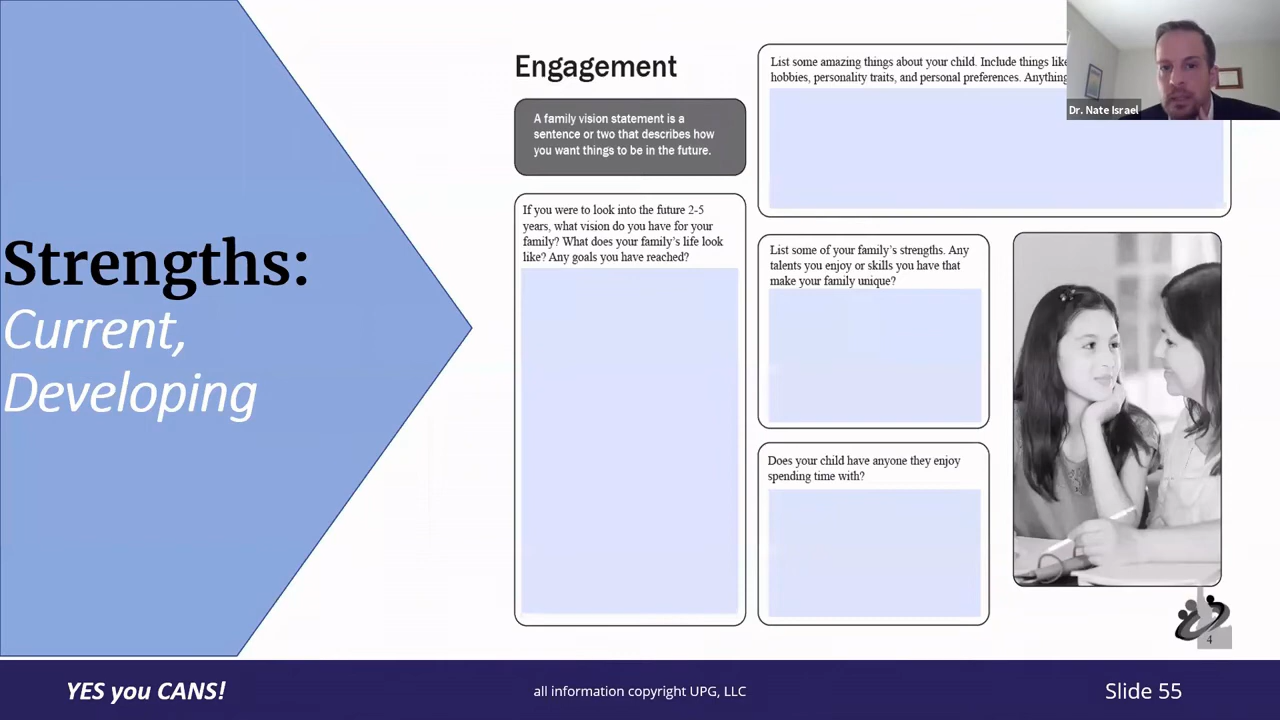 Strengths:
Current,
Developing
Engagement
A family vision statement is a
sentence or two that describes how
you want things to be in the future.
If you were to look into the future 2-5
years, what vision do you have for your
family? What does your family's life look
like? Any goals you have reached?
List some amazing things about your child. Include things like
hobbies, personality traits, and personal preferences. Anything
List some of your family's strengths. Any
talents you enjoy or skills you have that
make your family unique?
Does your child have anyone they enjoy
spending time with?
Dr. Nate Israel
4
YES you CANS!
all information copyright UPG, LLC
Slide 55